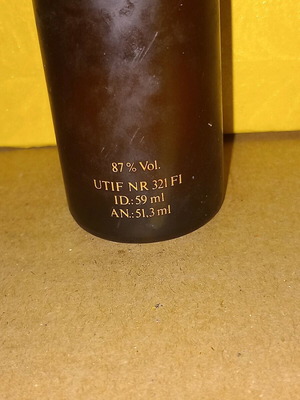 87% Vol.
UTIF NR 321 FI
ID.: 59 ml
AN.: 51.3 ml